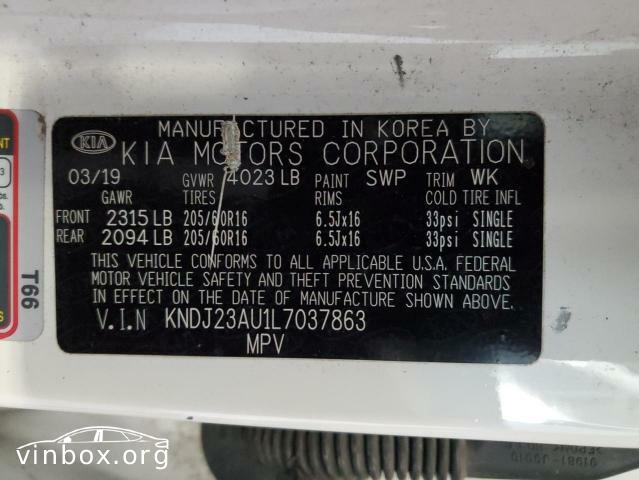 MANUFACTURED IN KOREA BY
KIA KIA MOTORS CORPORATION
03/19 GVWR 4023 LB PAINT SWP TRIM WK
GAWR TIRES RIMS COLD TIRE INFL
FRONT 2315 LB 205/60R16 6.5Jx16 33psi SINGLE
REAR 2094 LB 205/60R16 6.5Jx16 33psi SINGLE
THIS VEHICLE CONFORMS TO ALL APPLICABLE U.S.A. FEDERAL
MOTOR VEHICLE SAFETY AND THEFT PREVENTION STANDARDS
IN EFFECT ON THE DATE OF MANUFACTURE SHOWN ABOVE.
V.I.N KNDJ23AU1L7037863
MPV
T66
vinbox.org